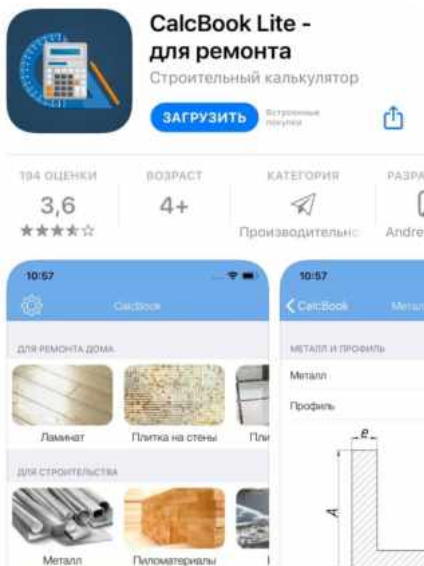 CalcBook Lite -
для ремонта
Строительный калькулятор
ЗАГРУЗИТЬ
Встроенные
покупки
194 ОЦЕНКИ
ВОЗРАСТ
КАТЕГОРИЯ
РАЗРА
3,6
4+
Производительно
Andre
10:57
CalcBook
ДЛЯ РЕМОНТА ДОМА
Ламинат
Плитка на стены
Пли
ДЛЯ СТРОИТЕЛЬСТВА
Металл
Пиломатериалы
10:57
CalcBook
Метал
МЕТАЛЛ И ПРОФИЛЬ
Металл
Профиль
e
A